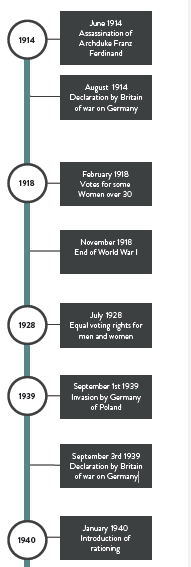 1914
June 1914
Assassination of
Archduke Franz
Ferdinand
August 1914
Declaration by Britain
of war on Germany
1918
February 1918
Votes for some
Women over 30
November 1918
End of World War I
1928
July 1928
Equal voting rights for
men and women
1939
September 1st 1939
Invasion by Germany
of Poland
September 3rd 1939
Declaration by Britain
of war on Germany
1940
January 1940
Introduction of
rationing